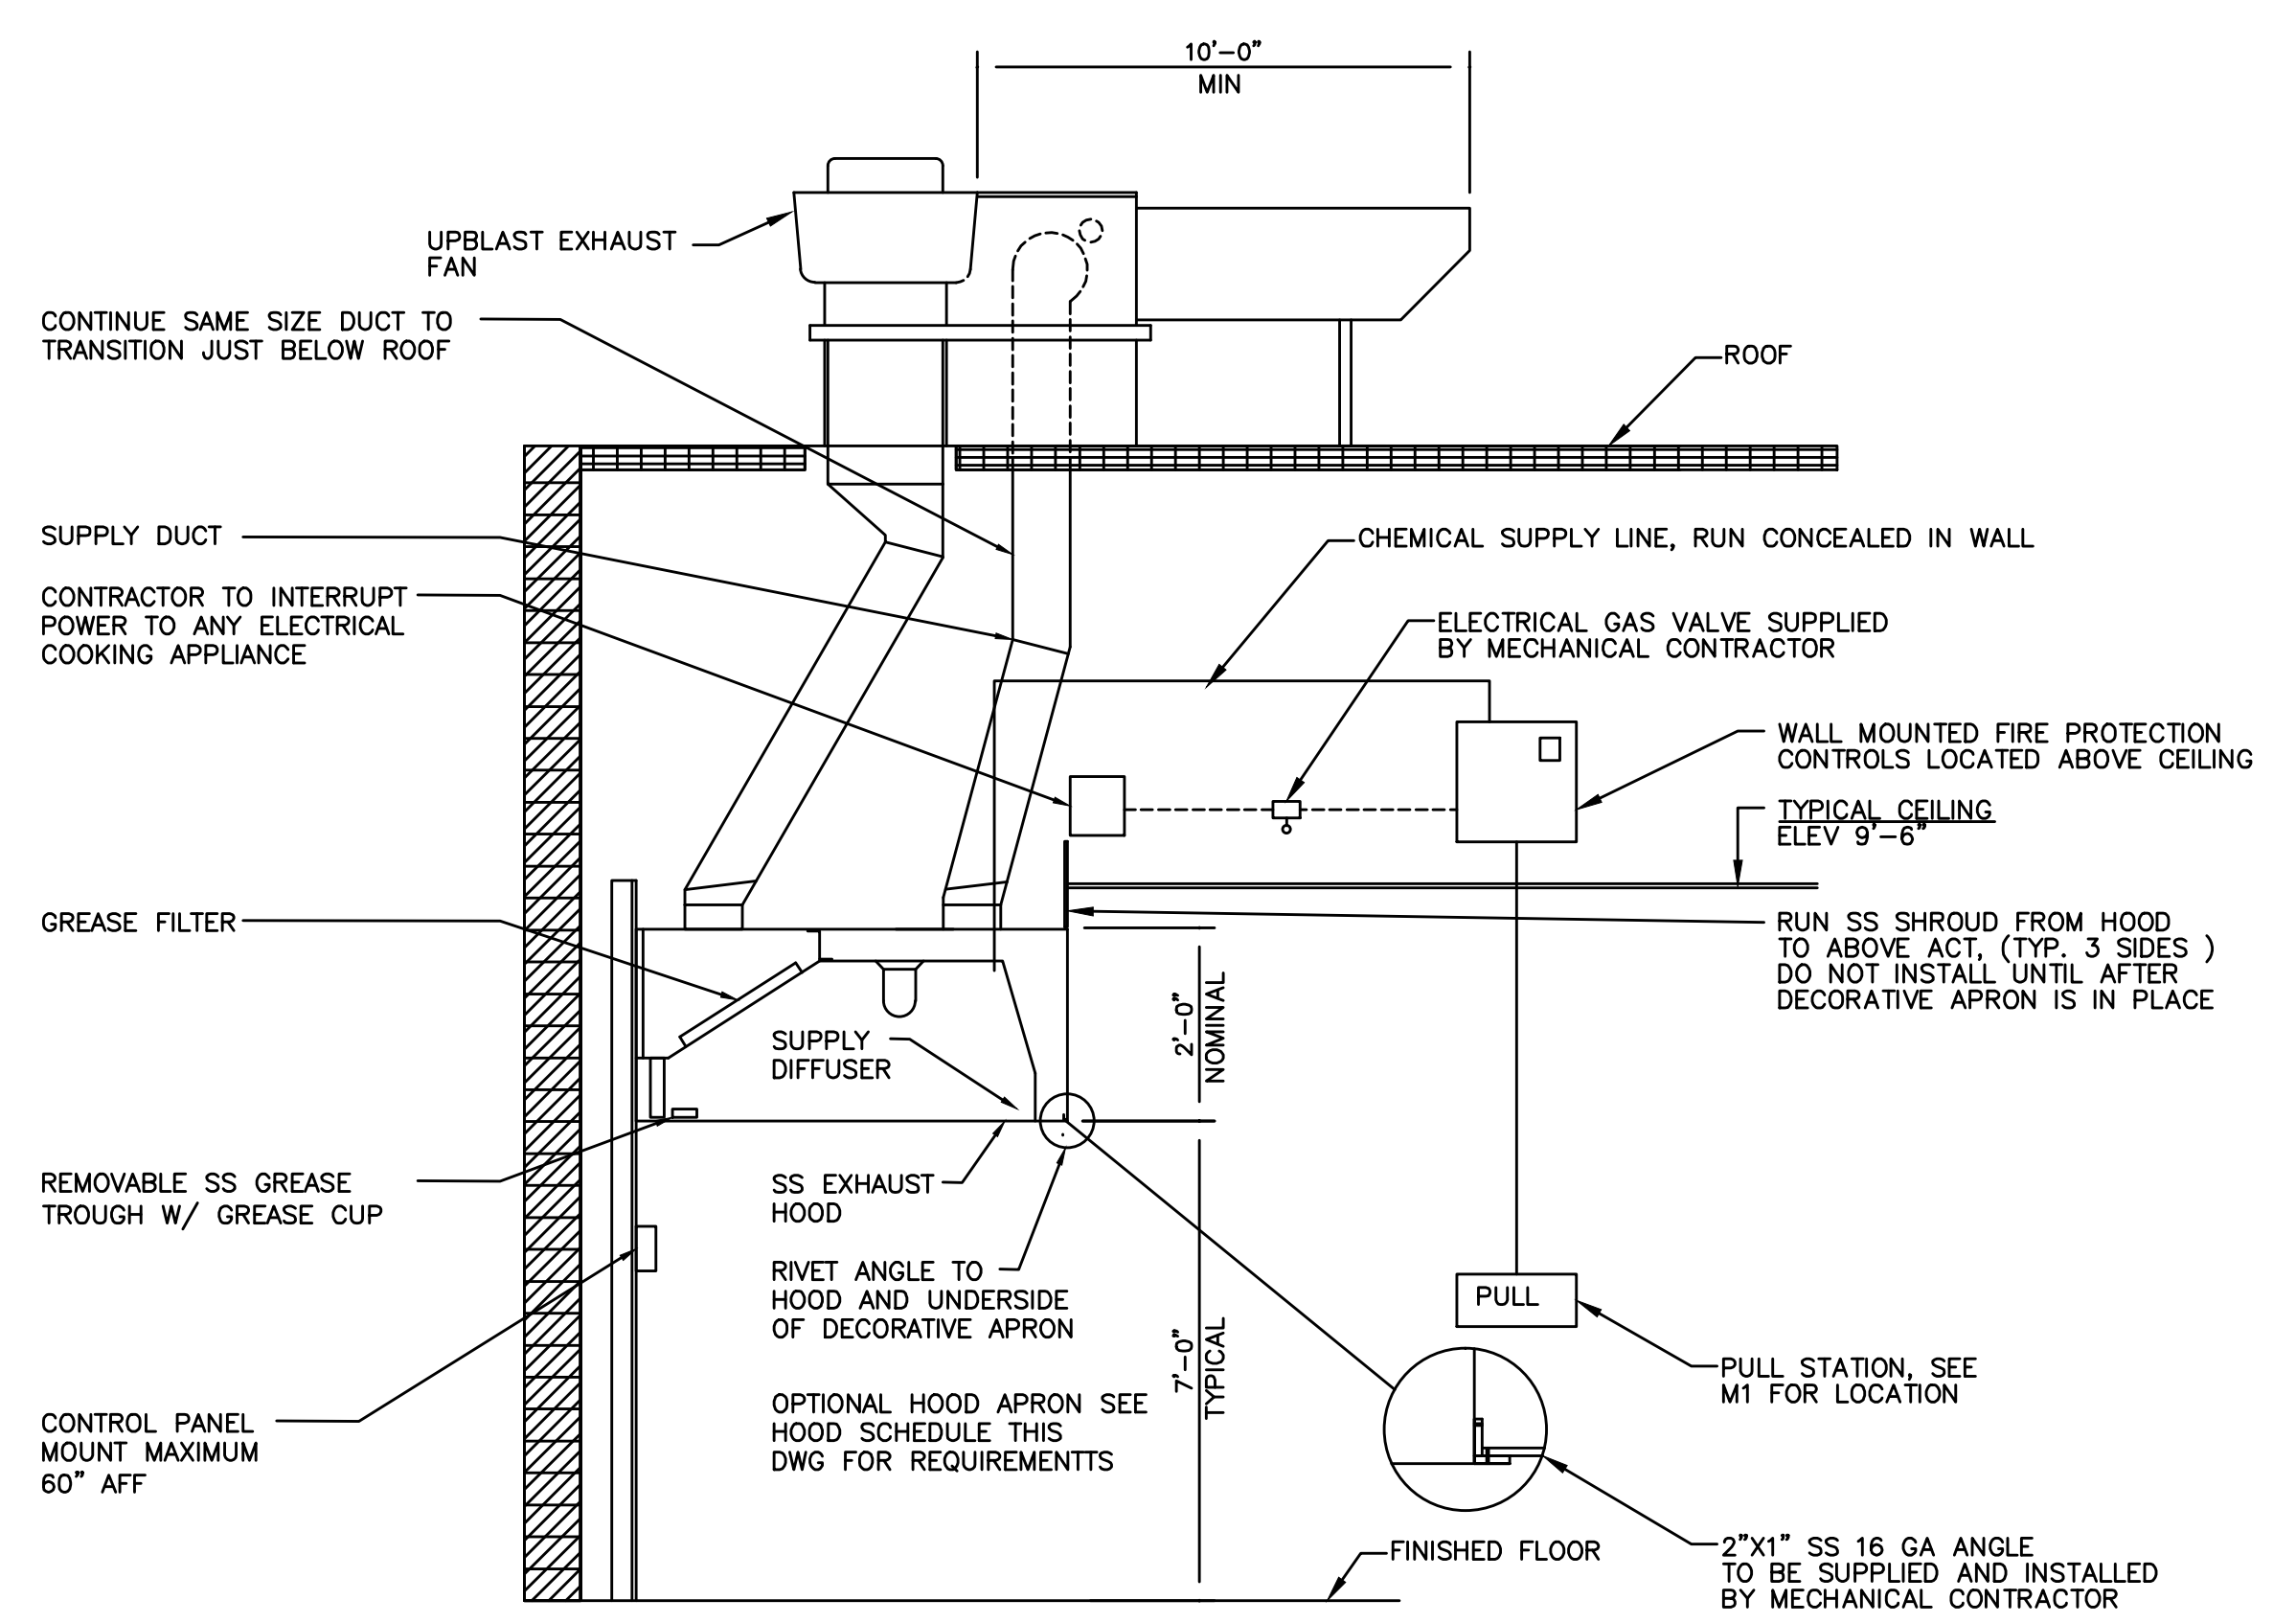 10'-0"
MIN
UPBLAST EXHAUST
FAN
CONTINUE SAME SIZE DUCT TO
TRANSITION JUST BELOW ROOF
ROOF
SUPPLY DUCT
CHEMICAL SUPPLY LINE, RUN CONCEALED IN WALL
CONTRACTOR TO INTERRUPT
POWER TO ANY ELECTRICAL
COOKING APPLIANCE
ELECTRICAL GAS VALVE SUPPLIED
BY MECHANICAL CONTRACTOR
WALL MOUNTED FIRE PROTECTION
CONTROLS LOCATED ABOVE CEILING
TYPICAL CEILING
ELEV 9'-6"
GREASE FILTER
RUN SS SHROUD FROM HOOD
TO ABOVE ACT, (TYP. 3 SIDES )
DO NOT INSTALL UNTIL AFTER
DECORATIVE APRON IS IN PLACE
2'-0"
NOMINAL
SUPPLY
DIFFUSER
REMOVABLE SS GREASE
TROUGH W/ GREASE CUP
SS EXHAUST
HOOD
RIVET ANGLE TO
HOOD AND UNDERSIDE
OF DECORATIVE APRON
PULL
7'-0"
TYPICAL
PULL STATION, SEE
M1 FOR LOCATION
OPTIONAL HOOD APRON SEE
HOOD SCHEDULE THIS
DWG FOR REQUIREMENTTS
CONTROL PANEL
MOUNT MAXIMUM
60" AFF
FINISHED FLOOR
2"X1" SS 16 GA ANGLE
TO BE SUPPLIED AND INSTALLED
BY MECHANICAL CONTRACTOR